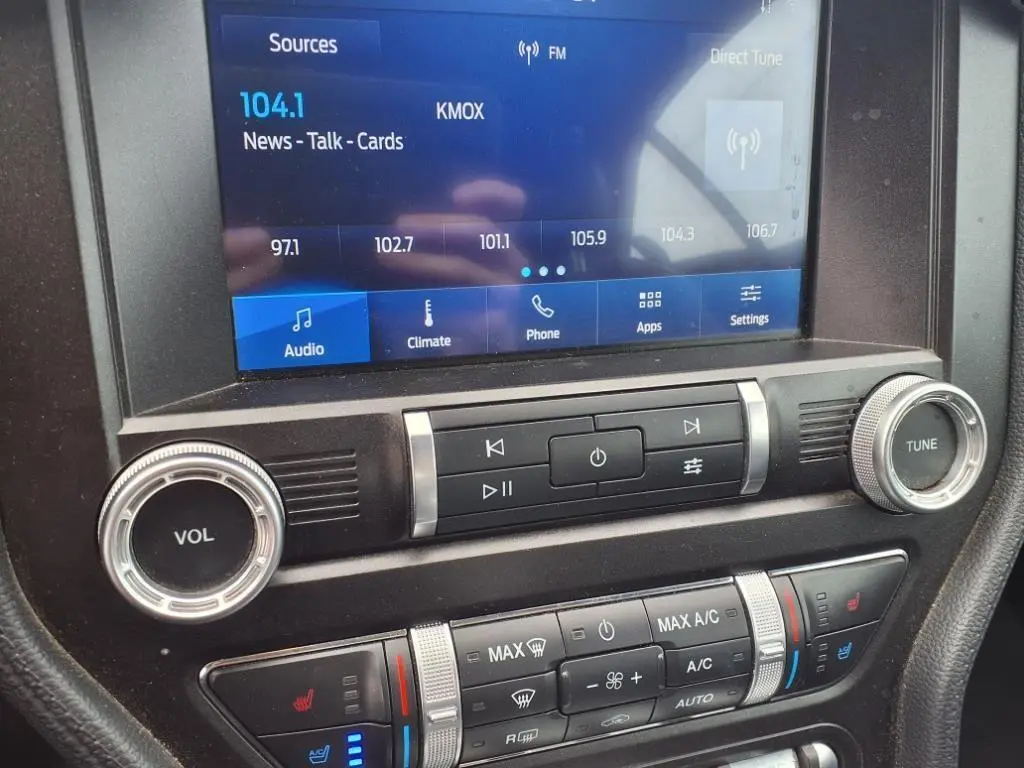 Sources
FM
Direct Tune
104.1
KMOX
News - Talk - Cards
97.1 102.7 101.1 105.9 104.3 106.7
Audio Climate Phone Apps Settings
VOL
TUNE
MAX
MAX A/C
A/C
AUTO
R
A/C
A/C